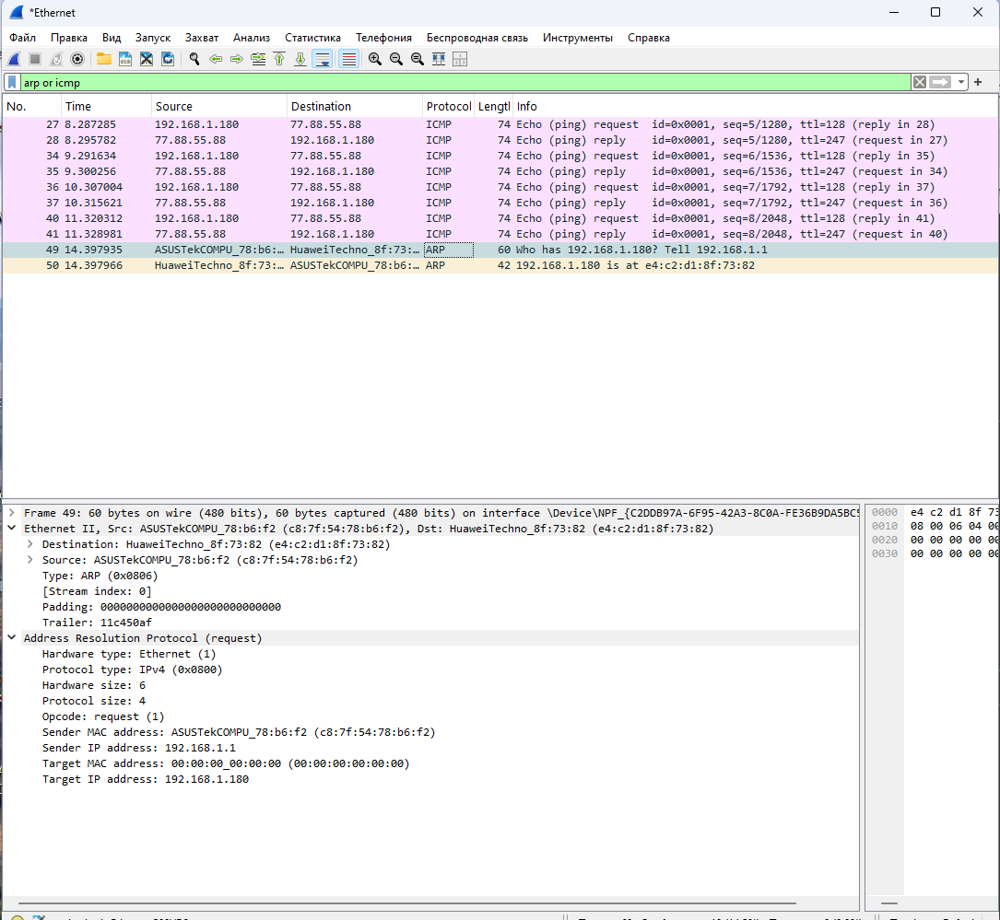 *Ethernet
Файл Правка Вид Запуск Захват Анализ Статистика Телефония Беспроводная связь Инструменты Справка
arp or icmp
No. Time Source Destination Protocol Lengtl Info
27 8.287285 192.168.1.180 77.88.55.88 ICMP 74 Echo (ping) request id=0x0001, seq=5/1280, ttl=128 (reply in 28)
28 8.295782 77.88.55.88 192.168.1.180 ICMP 74 Echo (ping) reply id=0x0001, seq=5/1280, ttl=247 (request in 27)
34 9.291634 192.168.1.180 77.88.55.88 ICMP 74 Echo (ping) request id=0x0001, seq=6/1536, ttl=128 (reply in 35)
35 9.300256 77.88.55.88 192.168.1.180 ICMP 74 Echo (ping) reply id=0x0001, seq=6/1536, ttl=247 (request in 34)
36 10.307004 192.168.1.180 77.88.55.88 ICMP 74 Echo (ping) request id=0x0001, seq=7/1792, ttl=128 (reply in 37)
37 10.315621 77.88.55.88 192.168.1.180 ICMP 74 Echo (ping) reply id=0x0001, seq=7/1792, ttl=247 (request in 36)
40 11.320312 192.168.1.180 77.88.55.88 ICMP 74 Echo (ping) request id=0x0001, seq=8/2048, ttl=128 (reply in 41)
41 11.328981 77.88.55.88 192.168.1.180 ICMP 74 Echo (ping) reply id=0x0001, seq=8/2048, ttl=247 (request in 40)
49 14.397935 ASUSTekCOMPU_78:b6:… HuaweiTechno_8f:73:… ARP 60 Who has 192.168.1.180? Tell 192.168.1.1
50 14.397966 HuaweiTechno_8f:73:… ASUSTekCOMPU_78:b6:… ARP 42 192.168.1.180 is at e4:c2:d1:8f:73:82
Frame 49: 60 bytes on wire (480 bits), 60 bytes captured (480 bits) on interface \Device\NPF_{C2DDB97A-6F95-42A3-8C0A-FE36B9DA5BC5
Ethernet II, Src: ASUSTekCOMPU_78:b6:f2 (c8:7f:54:78:b6:f2), Dst: HuaweiTechno_8f:73:82 (e4:c2:d1:8f:73:82)
Destination: HuaweiTechno_8f:73:82 (e4:c2:d1:8f:73:82)
Source: ASUSTekCOMPU_78:b6:f2 (c8:7f:54:78:b6:f2)
Type: ARP (0x0806)
[Stream index: 0]
Padding: 0000000000000000000000000000
Trailer: 11c450af
Address Resolution Protocol (request)
Hardware type: Ethernet (1)
Protocol type: IPv4 (0x0800)
Hardware size: 6
Protocol size: 4
Opcode: request (1)
Sender MAC address: ASUSTekCOMPU_78:b6:f2 (c8:7f:54:78:b6:f2)
Sender IP address: 192.168.1.1
Target MAC address: 00:00:00_00:00:00 (00:00:00:00:00:00)
Target IP address: 192.168.1.180
0000 e4 c2 d1 8f 73
0010 08 00 06 04 00
0020 00 00 00 00 00
0030 00 00 00 00 00